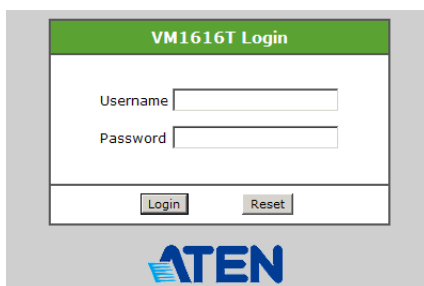 VM1616T Login
Username
Password
Login Reset
ATEN